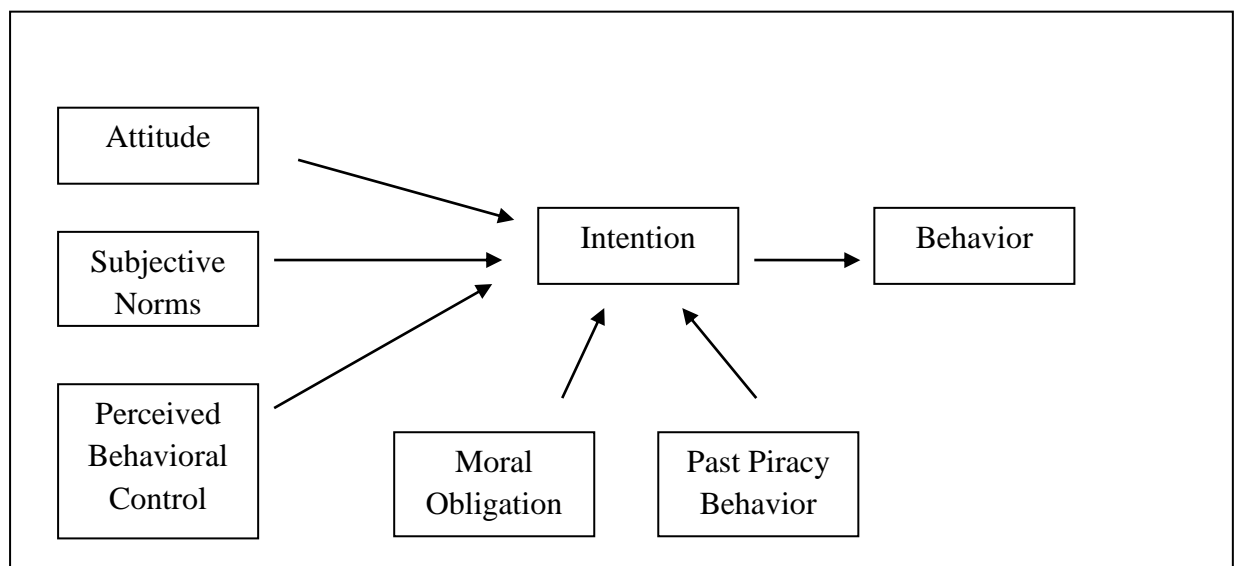 Attitude
Subjective
Norms
Perceived
Behavioral
Control
Intention
Behavior
Moral
Obligation
Past Piracy
Behavior